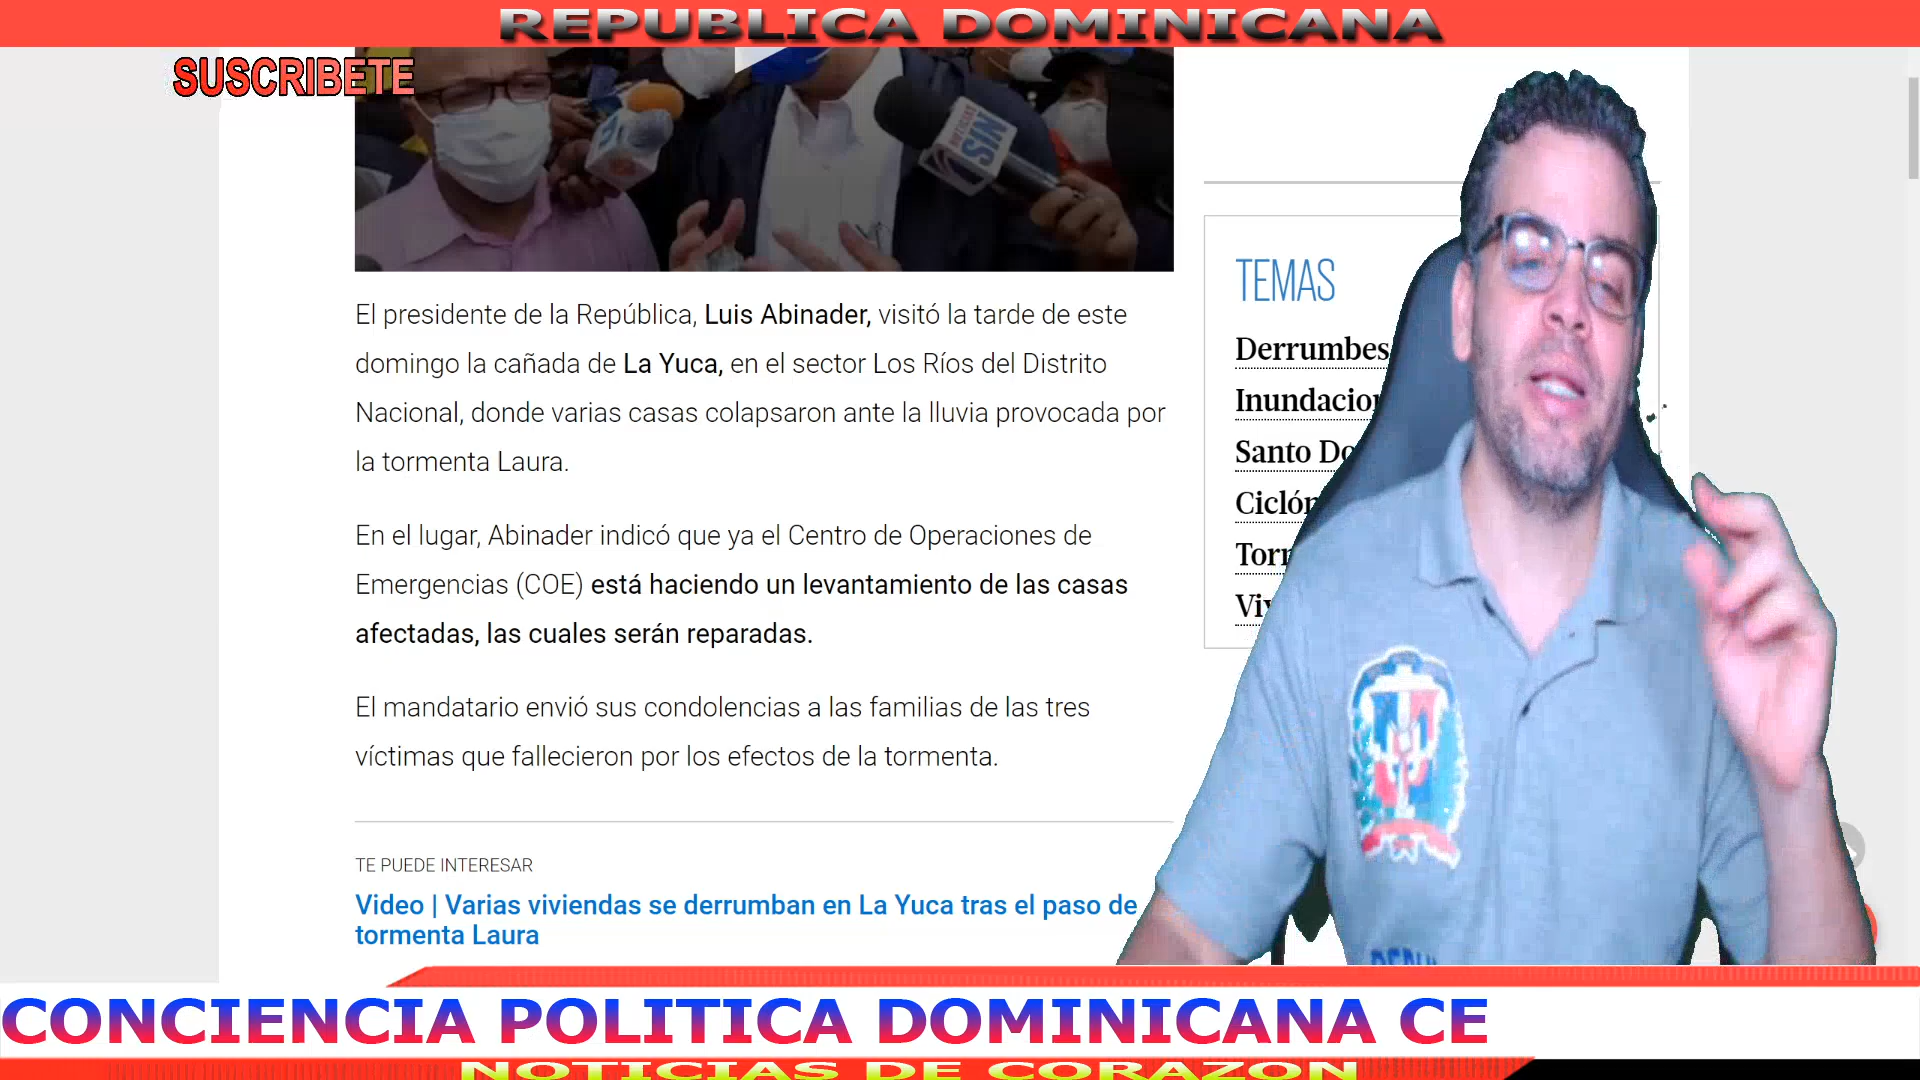 REPUBLICA DOMINICANA
SUSCRIBETE
NOTICIAS
SIN
El presidente de la República, Luis Abinader, visitó la tarde de este
domingo la cañada de La Yuca, en el sector Los Ríos del Distrito
Nacional, donde varias casas colapsaron ante la lluvia provocada por
la tormenta Laura.
En el lugar, Abinader indicó que ya el Centro de Operaciones de
Emergencias (COE) está haciendo un levantamiento de las casas
afectadas, las cuales serán reparadas.
El mandatario envió sus condolencias a las familias de las tres
víctimas que fallecieron por los efectos de la tormenta.
TE PUEDE INTERESAR
Video | Varias viviendas se derrumban en La Yuca tras el paso de
tormenta Laura
TEMAS
Derrumbes
Santo
CONCIENCIA POLITICA DOMINICANA CE
NOTICIAS DE CORAZON